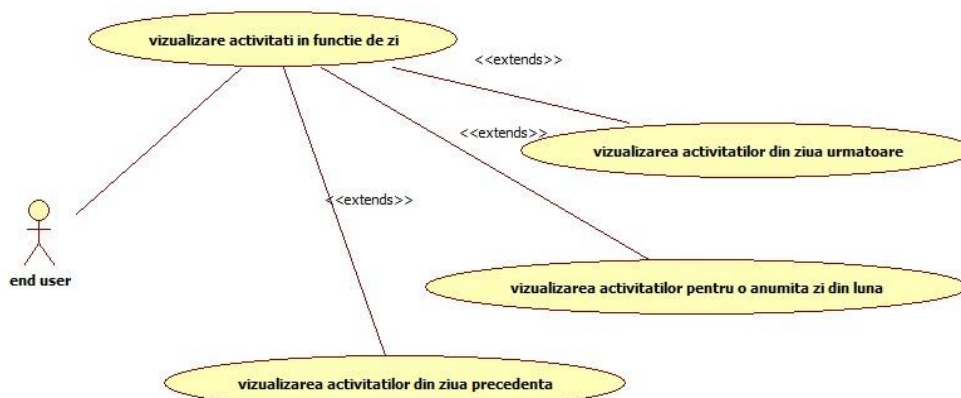 vizualizare activitati in functie de zi
<<extends>>
<<extends>>
vizualizarea activitatilor din ziua urmatoare
<<extends>>
end user
vizualizarea activitatilor pentru o anumita zi din luna
vizualizarea activitatilor din ziua precedenta